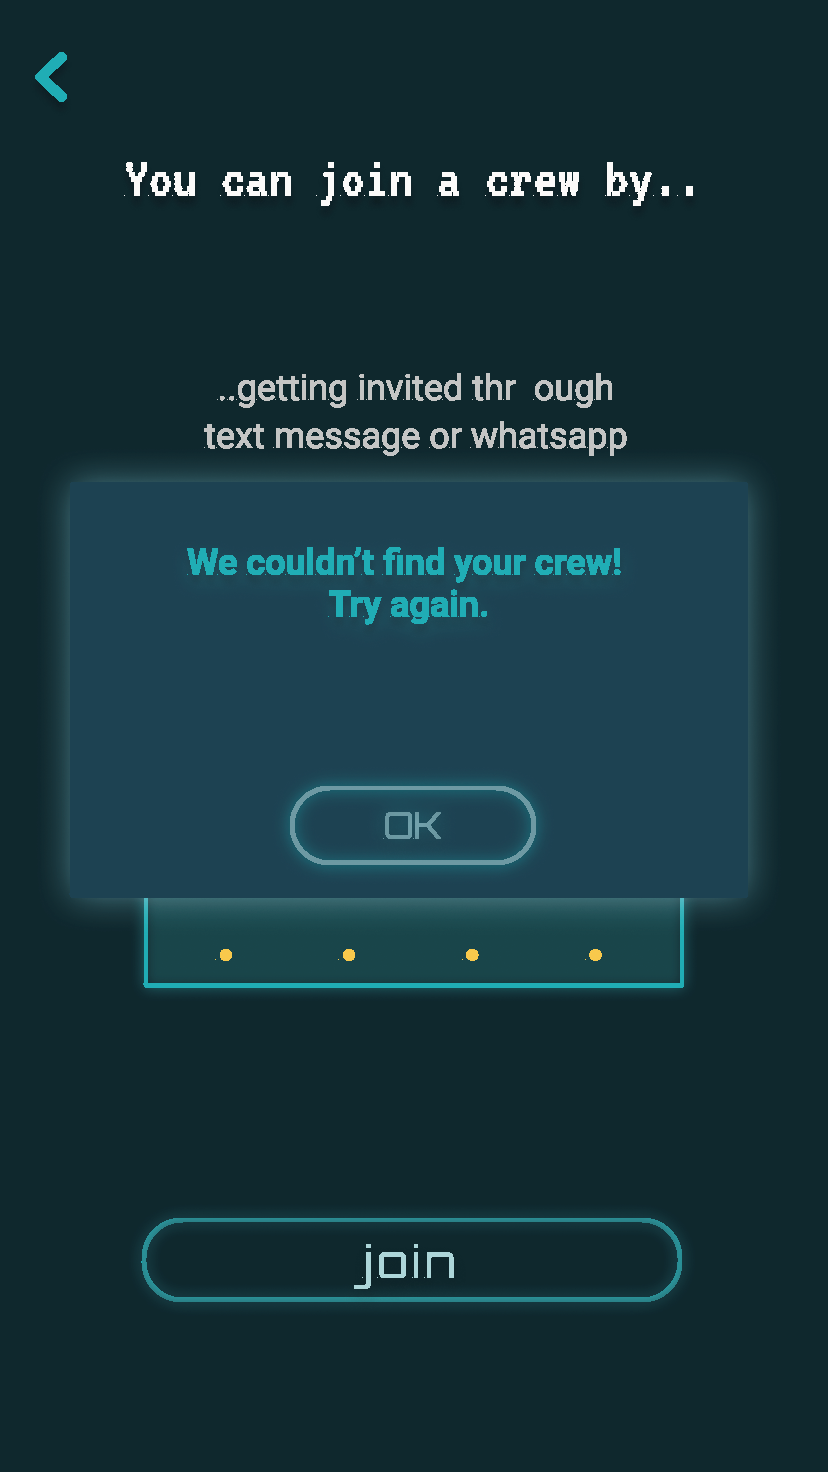 You can join a crew by..
..getting invited thr ough
text message or whatsapp
We couldn't find your crew!
Try again.
OK
join